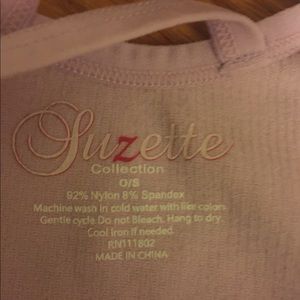 Suzette
Collection
O/S
92% Nylon 8% Spandex
Machine wash in cold water with like colors.
Gentle cycle. Do not Bleach. Hang to dry.
Cool Iron if needed.
RN111802
MADE IN CHINA